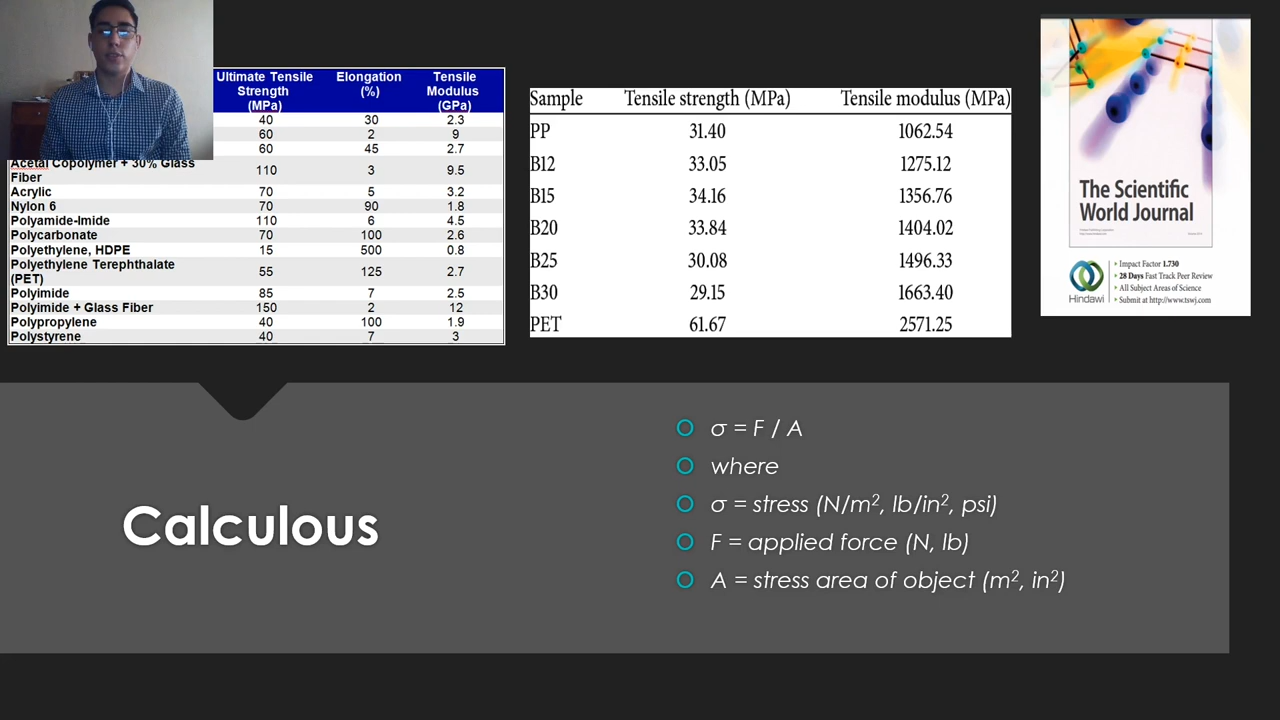 Ultimate Tensile Strength (MPa) Elongation (%) Tensile Modulus (GPa)
40 30 2.3
60 2 9
60 45 2.7
Acetal Copolymer + 30% Glass Fiber 110 3 9.5
Acrylic 70 5 3.2
Nylon 6 70 90 1.8
Polyamide-Imide 110 6 4.5
Polycarbonate 70 100 2.6
Polyethylene, HDPE 15 500 0.8
Polyethylene Terephthalate (PET) 55 125 2.7
Polyimide 85 7 2.5
Polyimide + Glass Fiber 150 2 12
Polypropylene 40 100 1.9
Polystyrene 40 7 3
Sample Tensile strength (MPa) Tensile modulus (MPa)
PP 31.40 1062.54
B12 33.05 1275.12
B15 34.16 1356.76
B20 33.84 1404.02
B25 30.08 1496.33
B30 29.15 1663.40
PET 61.67 2571.25
The Scientific
World Journal
Hindawi
Impact Factor 1.730
28 Days Fast Track Peer Review
All Subject Areas of Science
Submit at http://www.tswj.com
Calculous
σ = F / A
where
σ = stress (N/m², lb/in², psi)
F = applied force (N, lb)
A = stress area of object (m², in²)